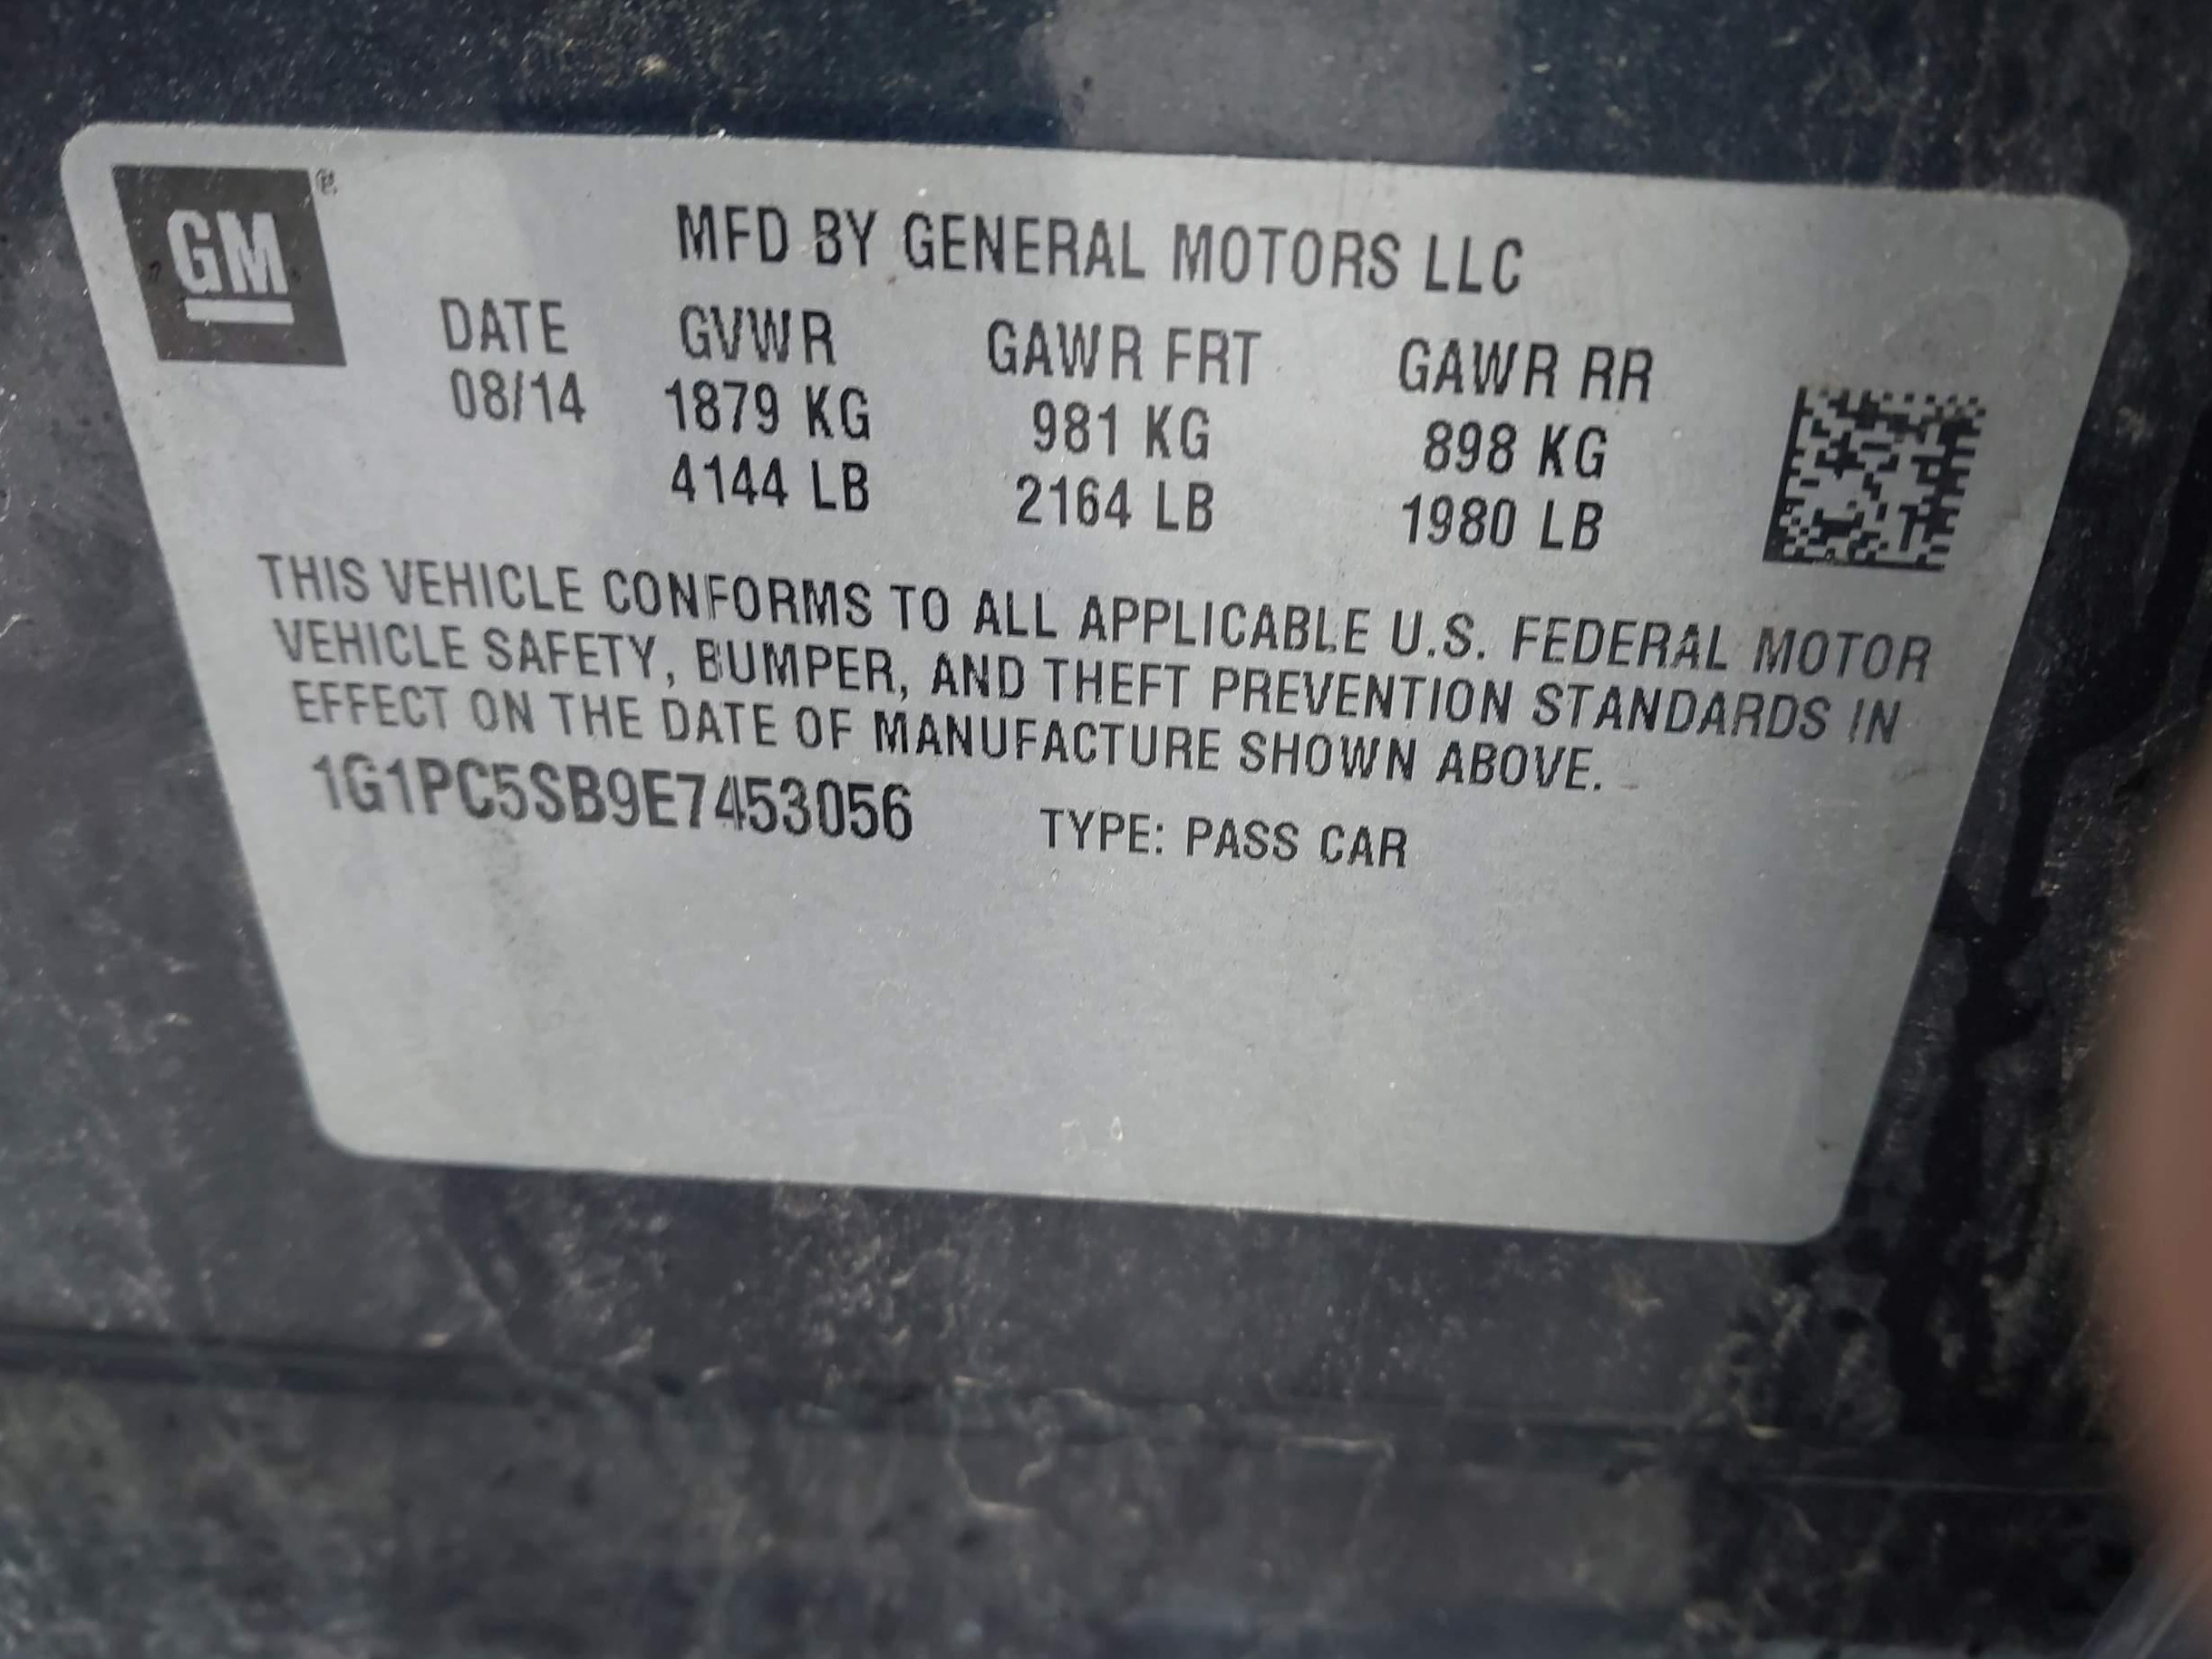 GM
MFD BY GENERAL MOTORS LLC
DATE GVWR GAWR FRT GAWR RR
08/14 1879 KG 981 KG 898 KG
4144 LB 2164 LB 1980 LB
THIS VEHICLE CONFORMS TO ALL APPLICABLE U.S. FEDERAL MOTOR
VEHICLE SAFETY, BUMPER, AND THEFT PREVENTION STANDARDS IN
EFFECT ON THE DATE OF MANUFACTURE SHOWN ABOVE.
1G1PC5SB9E7453056 TYPE: PASS CAR